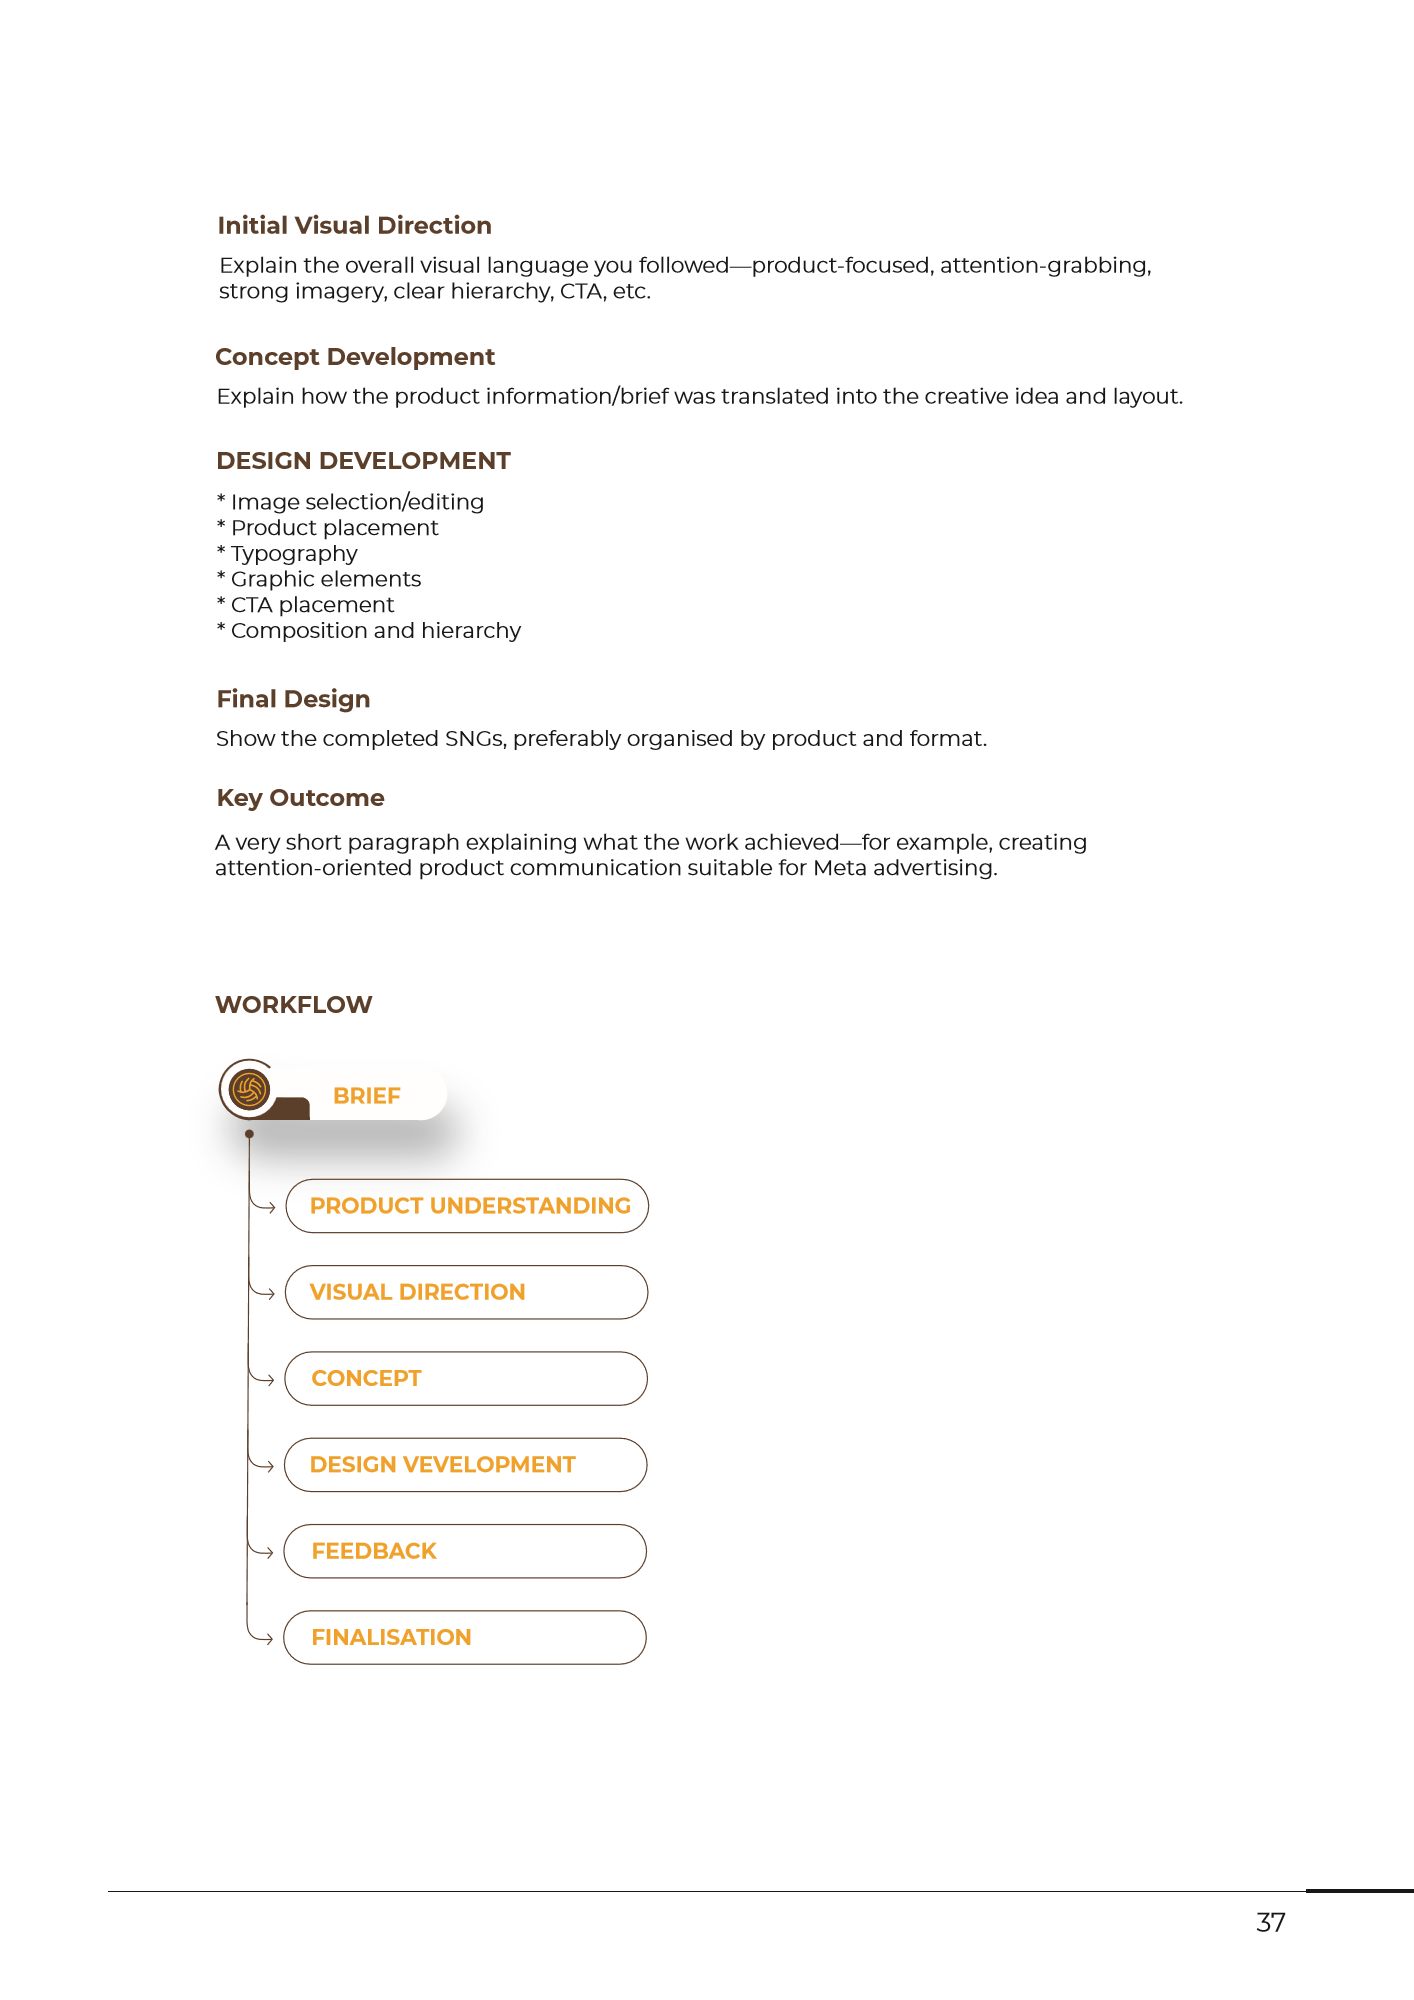 Initial Visual Direction
Explain the overall visual language you followed—product-focused, attention-grabbing,
strong imagery, clear hierarchy, CTA, etc.
Concept Development
Explain how the product information/brief was translated into the creative idea and layout.
DESIGN DEVELOPMENT
* Image selection/editing
* Product placement
* Typography
* Graphic elements
* CTA placement
* Composition and hierarchy
Final Design
Show the completed SNGs, preferably organised by product and format.
Key Outcome
A very short paragraph explaining what the work achieved—for example, creating
attention-oriented product communication suitable for Meta advertising.
WORKFLOW
BRIEF
PRODUCT UNDERSTANDING
VISUAL DIRECTION
CONCEPT
DESIGN VEVELOPMENT
FEEDBACK
FINALISATION
37